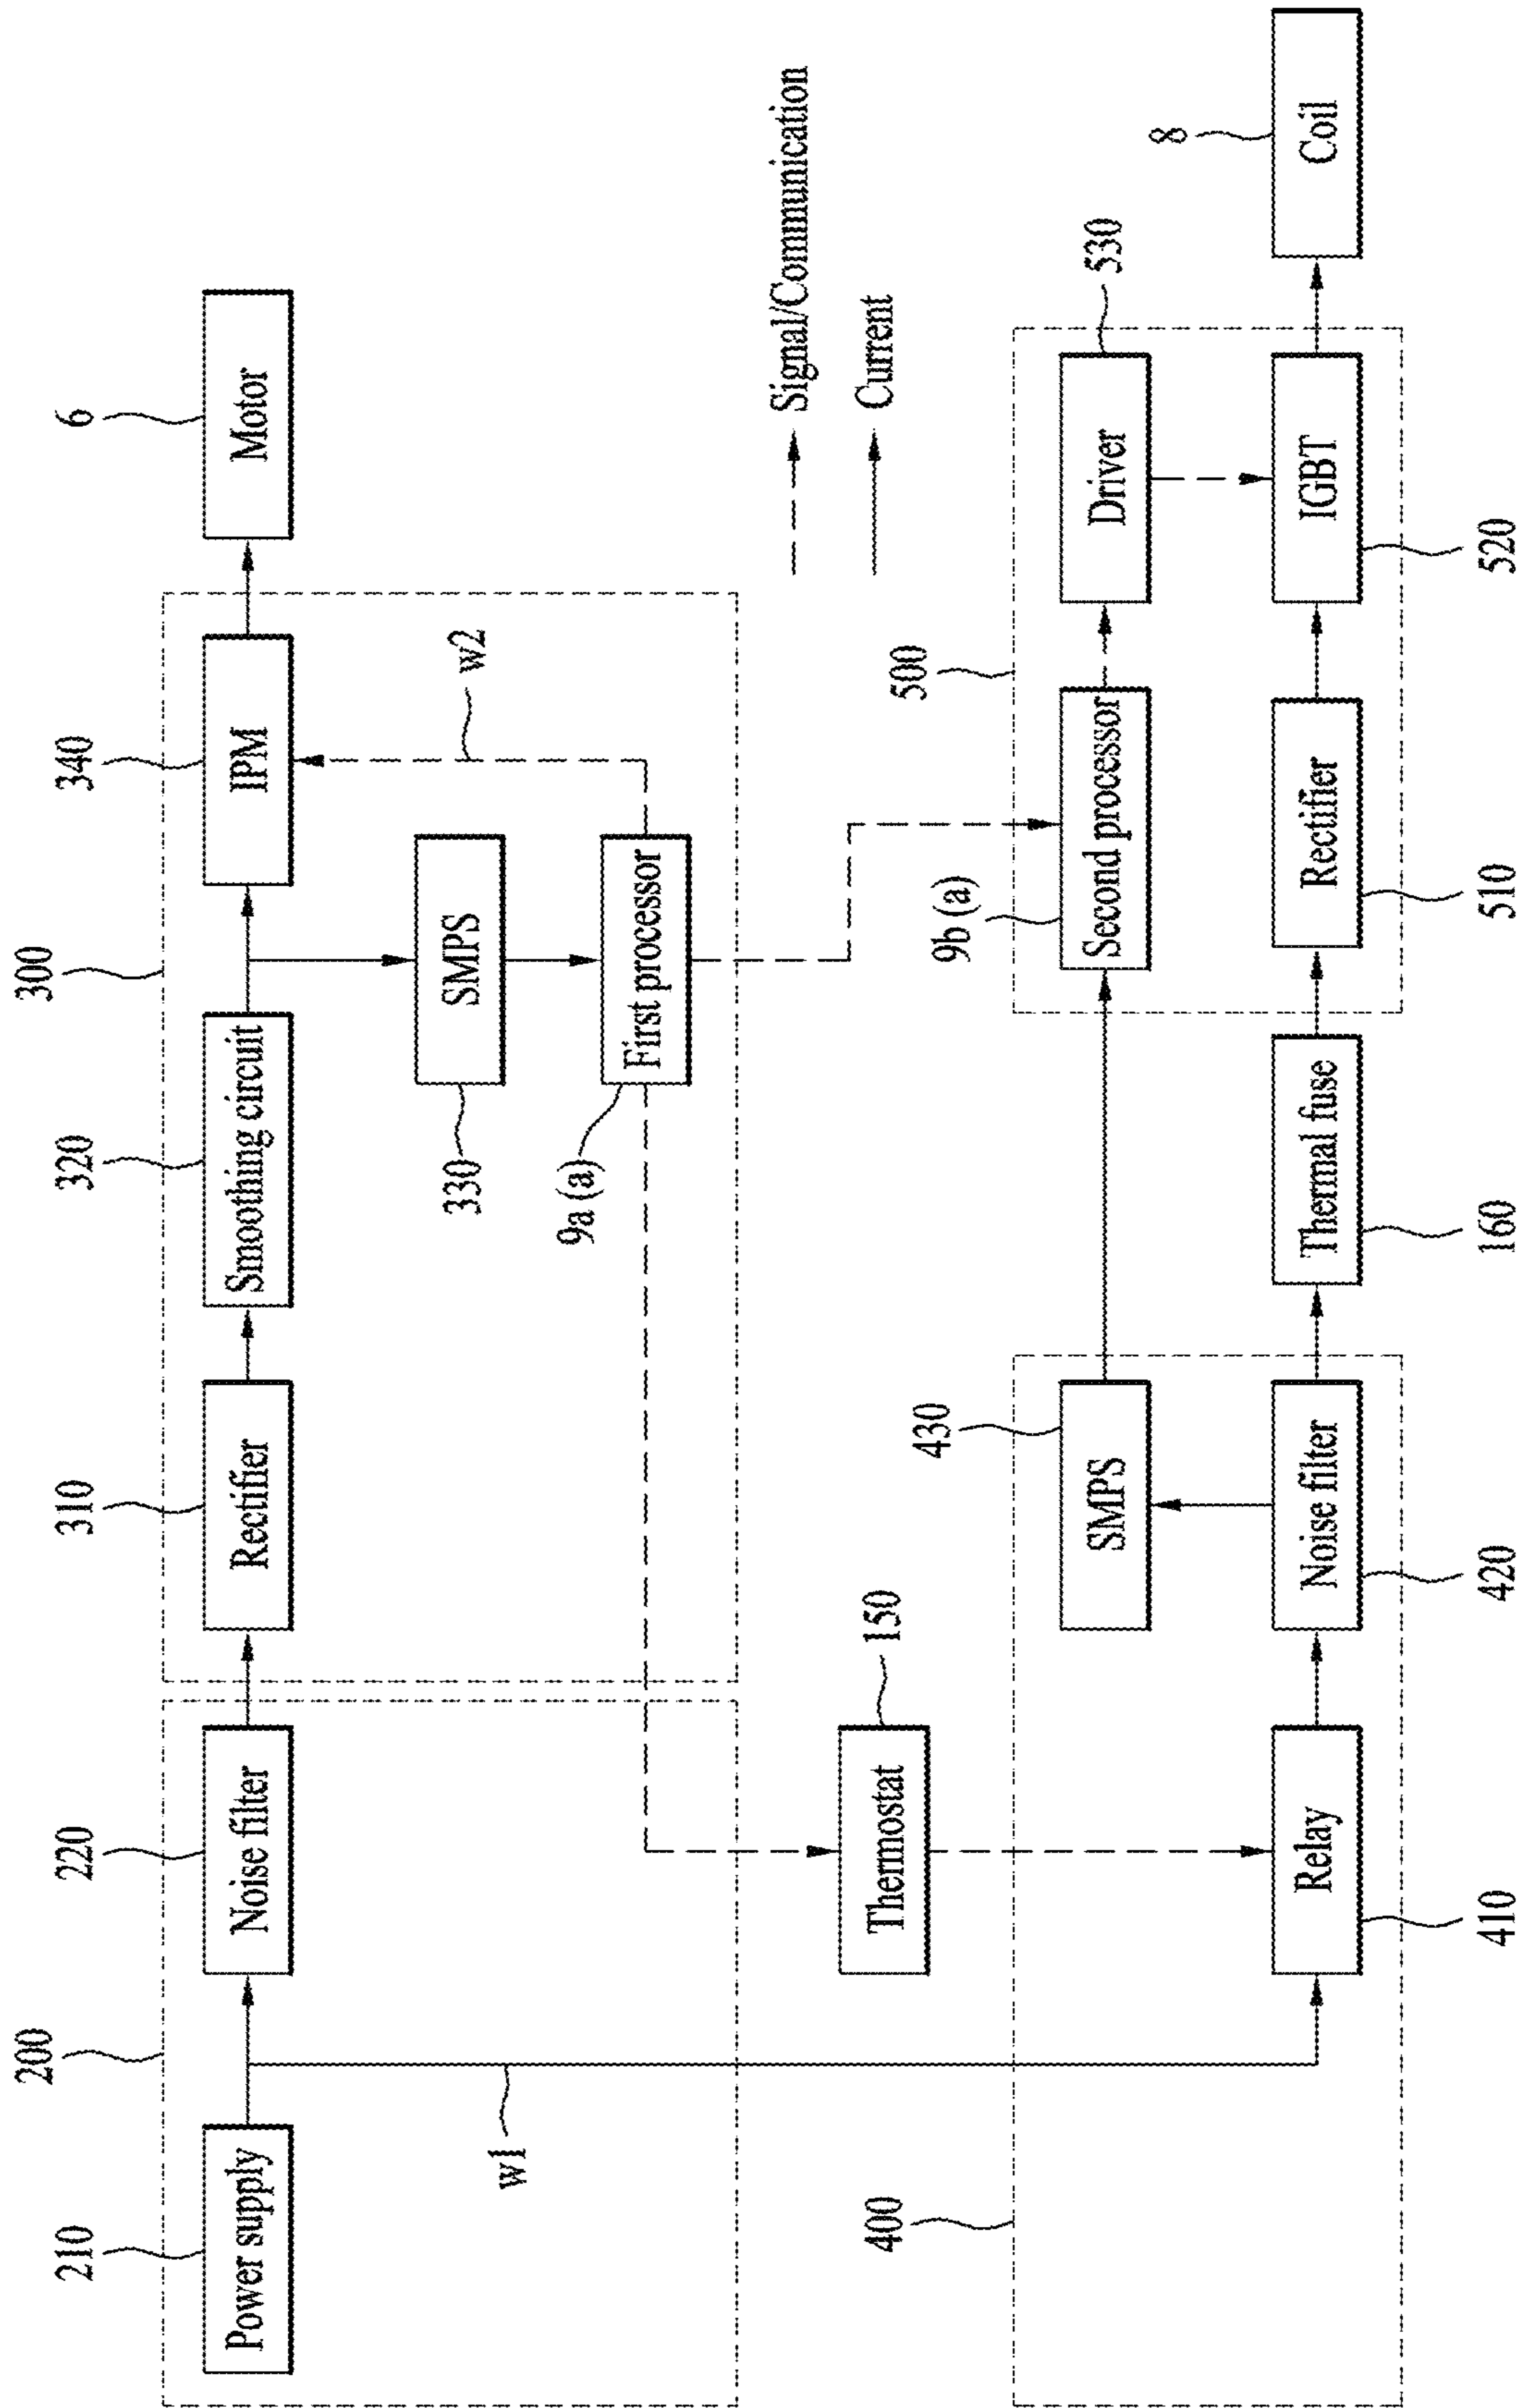 200
300
210
220
310
320
340
6
Power supply
Noise filter
Rectifier
Smoothing circuit
IPM
Motor
w1
330
SMPS
w2
9a (a)
First processor
Signal/Communication
Current
150
Thermostat
400
430
500
9b (a)
530
8
SMPS
Second processor
Driver
Relay
Noise filter
Thermal fuse
Rectifier
IGBT
Coil
410
420
160
510
520